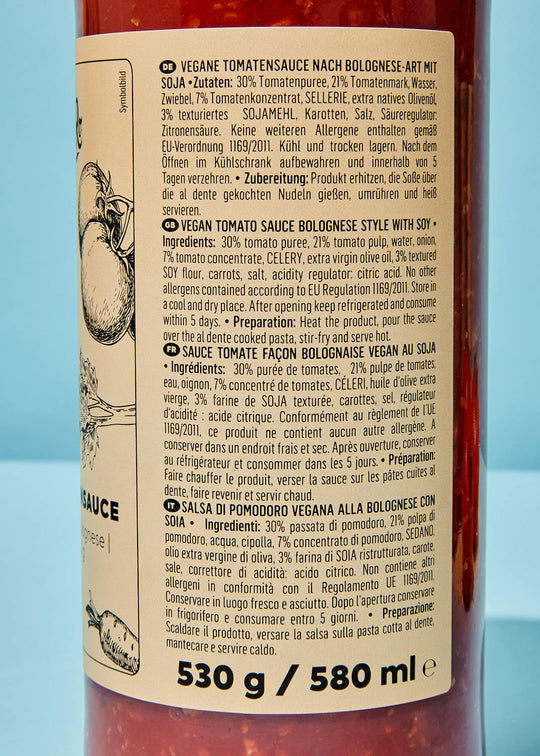 Symbolbild
SAUCE
gnese |
DE VEGANE TOMATENSAUCE NACH BOLOGNESE-ART MIT
SOJA • Zutaten: 30% Tomatenpuree, 21% Tomatenmark, Wasser,
Zwiebel, 7% Tomatenkonzentrat, SELLERIE, extra natives Olivenöl,
3% texturiertes SOJAMEHL, Karotten, Salz, Säureregulator:
Zitronensäure. Keine weiteren Allergene enthalten gemäß
EU-Verordnung 1169/2011. Kühl und trocken lagern. Nach dem
Öffnen im Kühlschrank aufbewahren und innerhalb von 5
Tagen verzehren. • Zubereitung: Produkt erhitzen, die Soße über
die al dente gekochten Nudeln gießen, umrühren und heiß
servieren.
GB VEGAN TOMATO SAUCE BOLOGNESE STYLE WITH SOY •
Ingredients: 30% tomato puree, 21% tomato pulp, water, onion,
7% tomato concentrate, CELERY, extra virgin olive oil, 3% textured
SOY flour, carrots, salt, acidity regulator: citric acid. No other
allergens contained according to EU Regulation 1169/2011. Store in
a cool and dry place. After opening keep refrigerated and consume
within 5 days. • Preparation: Heat the product, pour the sauce
over the al dente cooked pasta, stir-fry and serve hot.
FR SAUCE TOMATE FAÇON BOLOGNAISE VEGAN AU SOJA
• Ingrédients: 30% purée de tomates, 21% pulpe de tomates,
eau, oignon, 7% concentré de tomates, CÉLERI, huile d'olive extra
vierge, 3% farine de SOJA texturée, carottes, sel, régulateur
d'acidité : acide citrique. Conformément au règlement de l'UE
1169/2011, ce produit ne contient aucun autre allergène. A
conserver dans un endroit frais et sec. Après ouverture, conserver
au réfrigérateur et consommer dans les 5 jours. • Préparation:
Faire chauffer le produit, verser la sauce sur les pâtes cuites al
dente, faire revenir et servir chaud.
IT SALSA DI POMODORO VEGANA ALLA BOLOGNESE CON
SOIA • Ingredienti: 30% passata di pomodoro, 21% polpa di
pomodoro, acqua, cipolla, 7% concentrato di pomodoro, SEDANO,
olio extra vergine di oliva, 3% farina di SOIA ristrutturata, carote,
sale, correttore di acidità: acido citrico. Non contiene altri
allergeni in conformità con il Regolamento UE 1169/2011.
Conservare in luogo fresco e asciutto. Dopo l'apertura conservare
in frigorifero e consumare entro 5 giorni. • Preparazione:
Scaldare il prodotto, versare la salsa sulla pasta cotta al dente,
mantecare e servire caldo.
530 g / 580 ml e